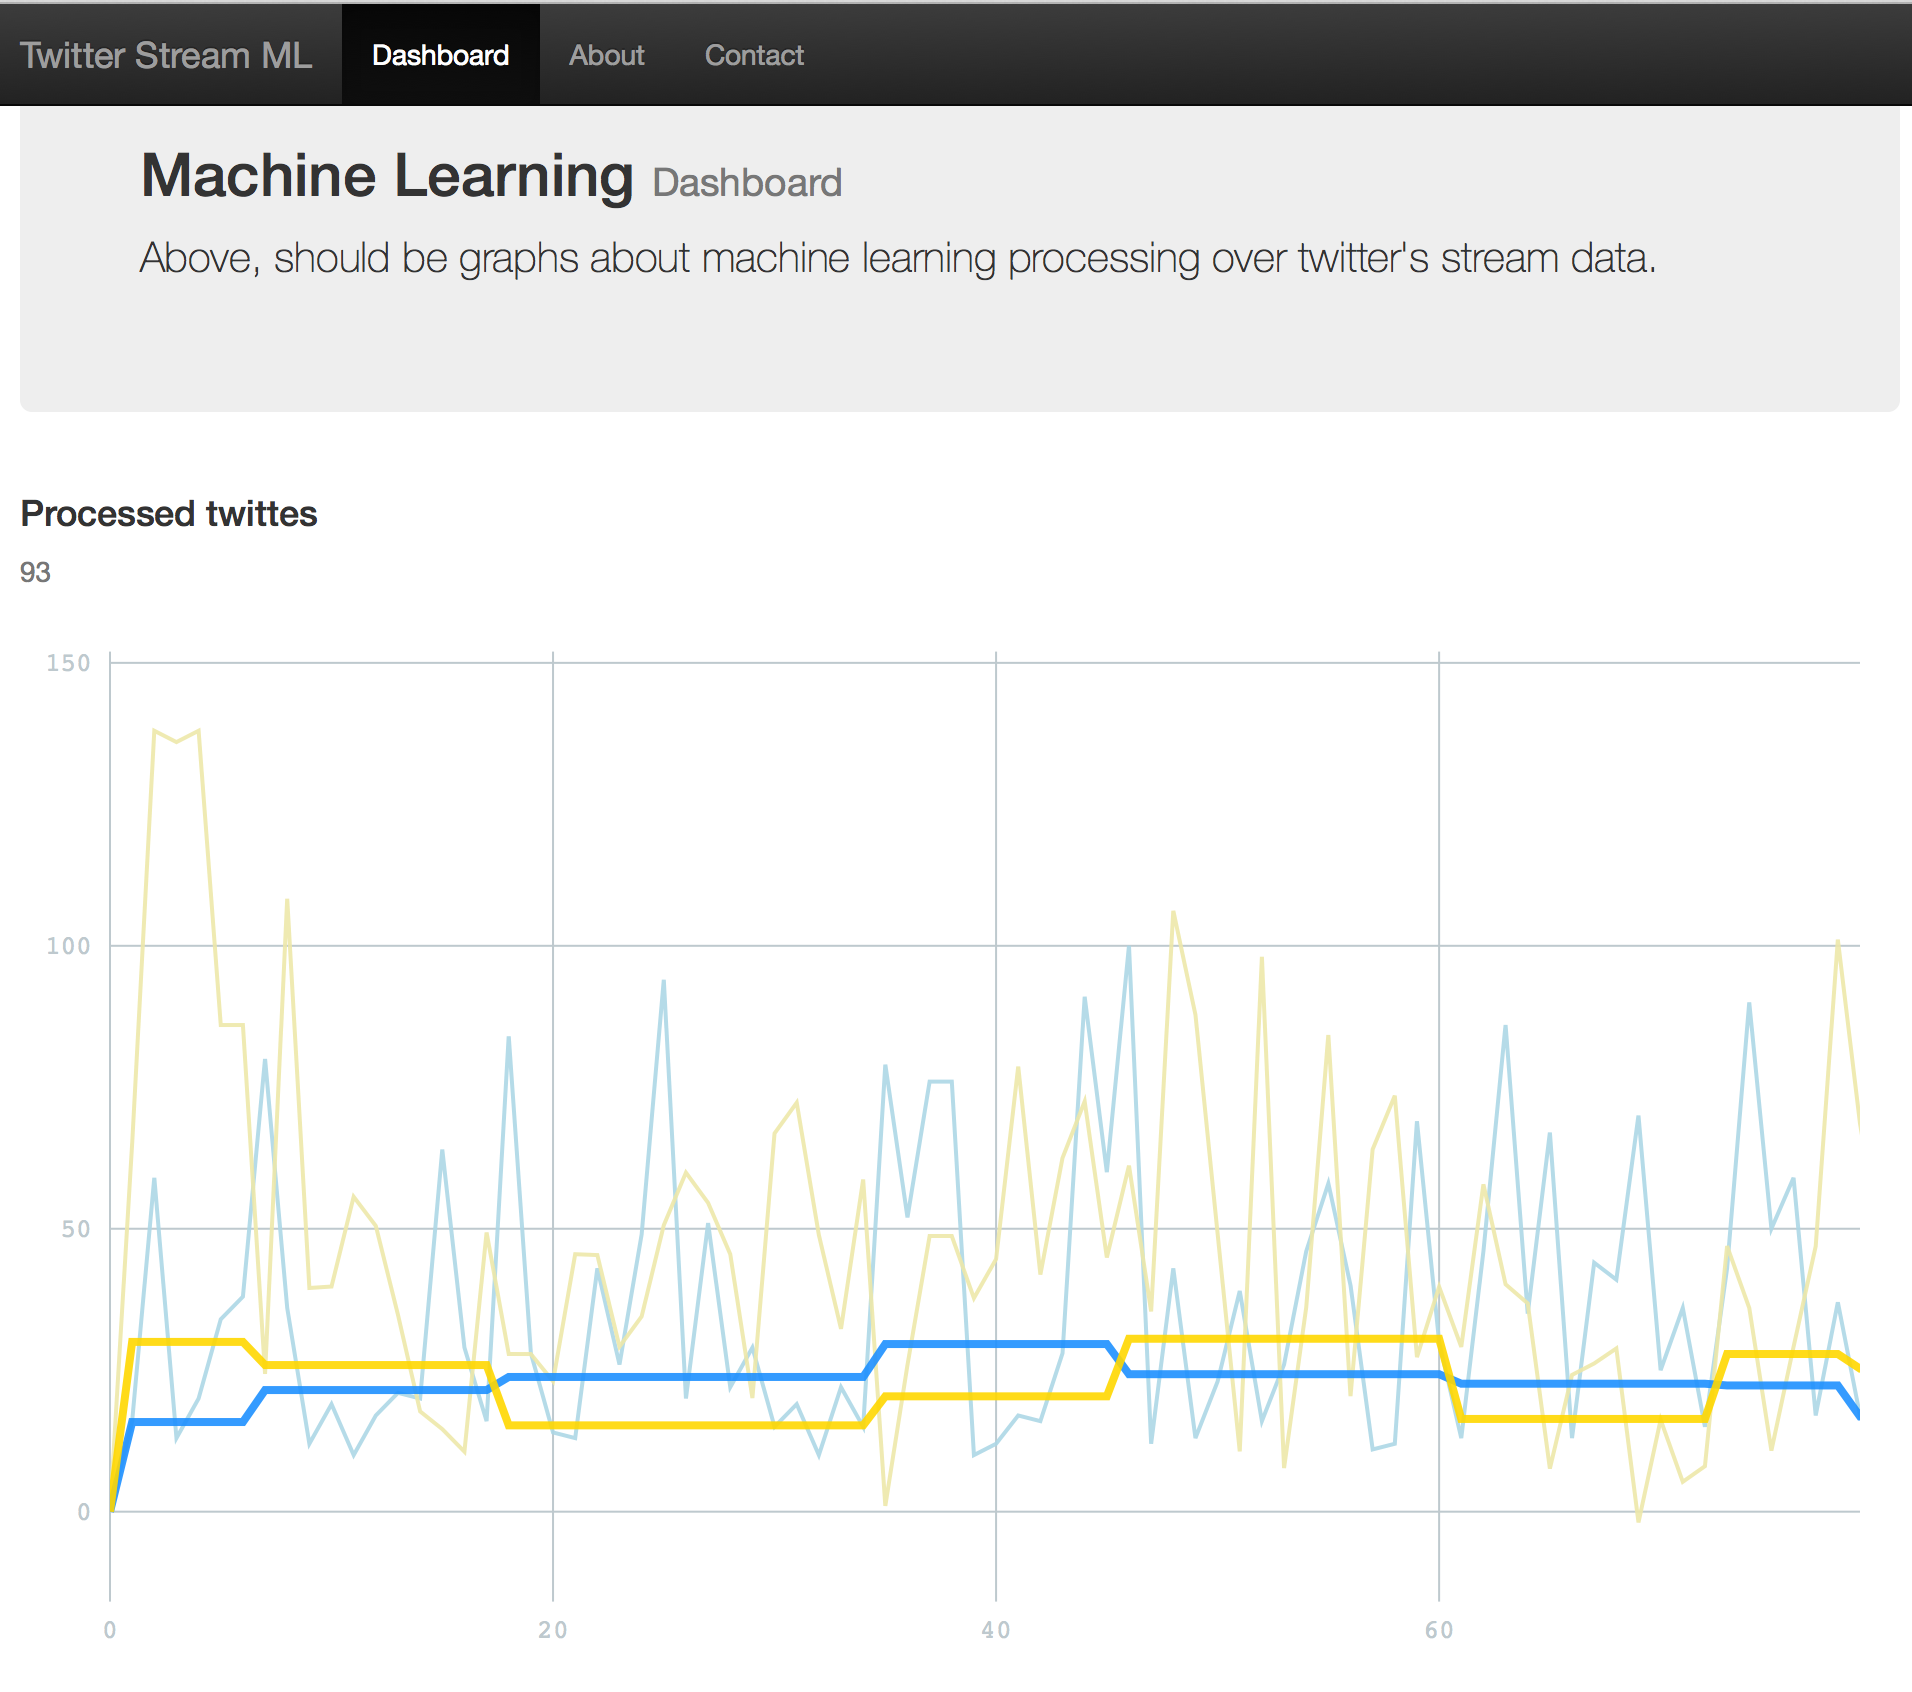 Twitter Stream ML Dashboard About Contact
Machine Learning Dashboard
Above, should be graphs about machine learning processing over twitter's stream data.
Processed twittes
93
150
100
50
0
0 20 40 60